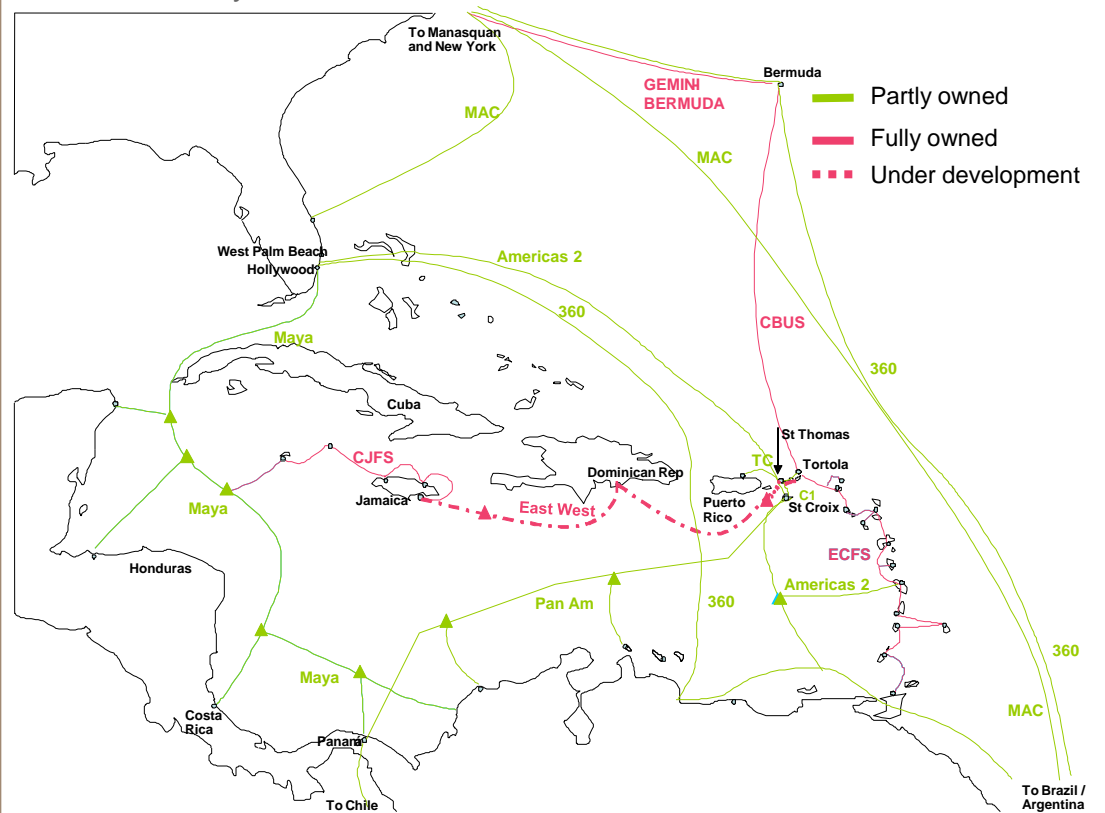 To Manasquan
and New York
Bermuda
GEMINI
BERMUDA
Partly owned
Fully owned
Under development
MAC
MAC
West Palm Beach
Hollywood
Americas 2
360
Maya
CBUS
360
Cuba
St Thomas
CJFS
TC
Tortola
Dominican Rep
Jamaica
Puerto
Rico
C1
St Croix
East West
Maya
ECFS
Honduras
Americas 2
Pan Am
360
360
Maya
MAC
Costa
Rica
Panama
To Chile
To Brazil /
Argentina